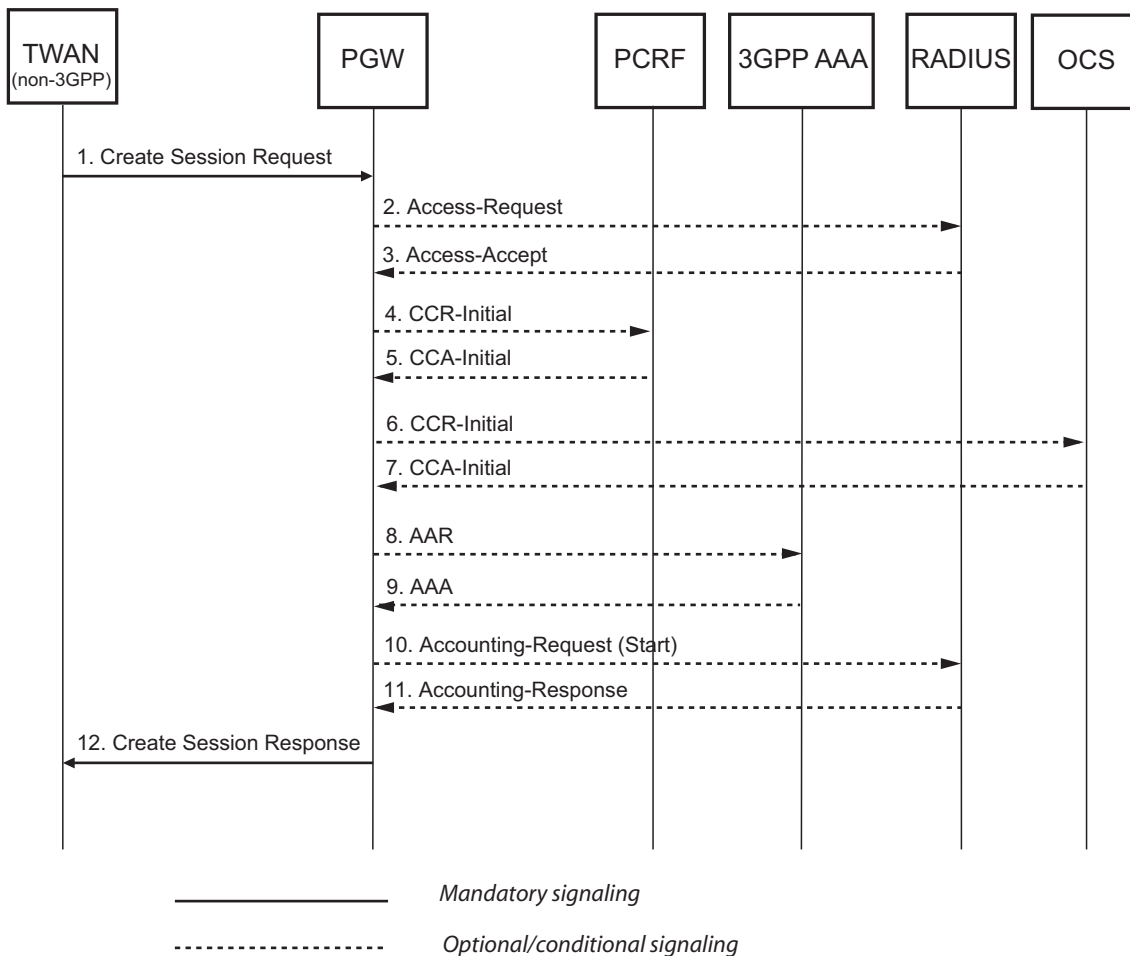 TWAN
(non-3GPP)
PGW
PCRF
3GPP AAA
RADIUS
OCS
1. Create Session Request
2. Access-Request
3. Access-Accept
4. CCR-Initial
5. CCA-Initial
6. CCR-Initial
7. CCA-Initial
8. AAR
9. AAA
10. Accounting-Request (Start)
11. Accounting-Response
12. Create Session Response
Mandatory signaling
Optional/conditional signaling